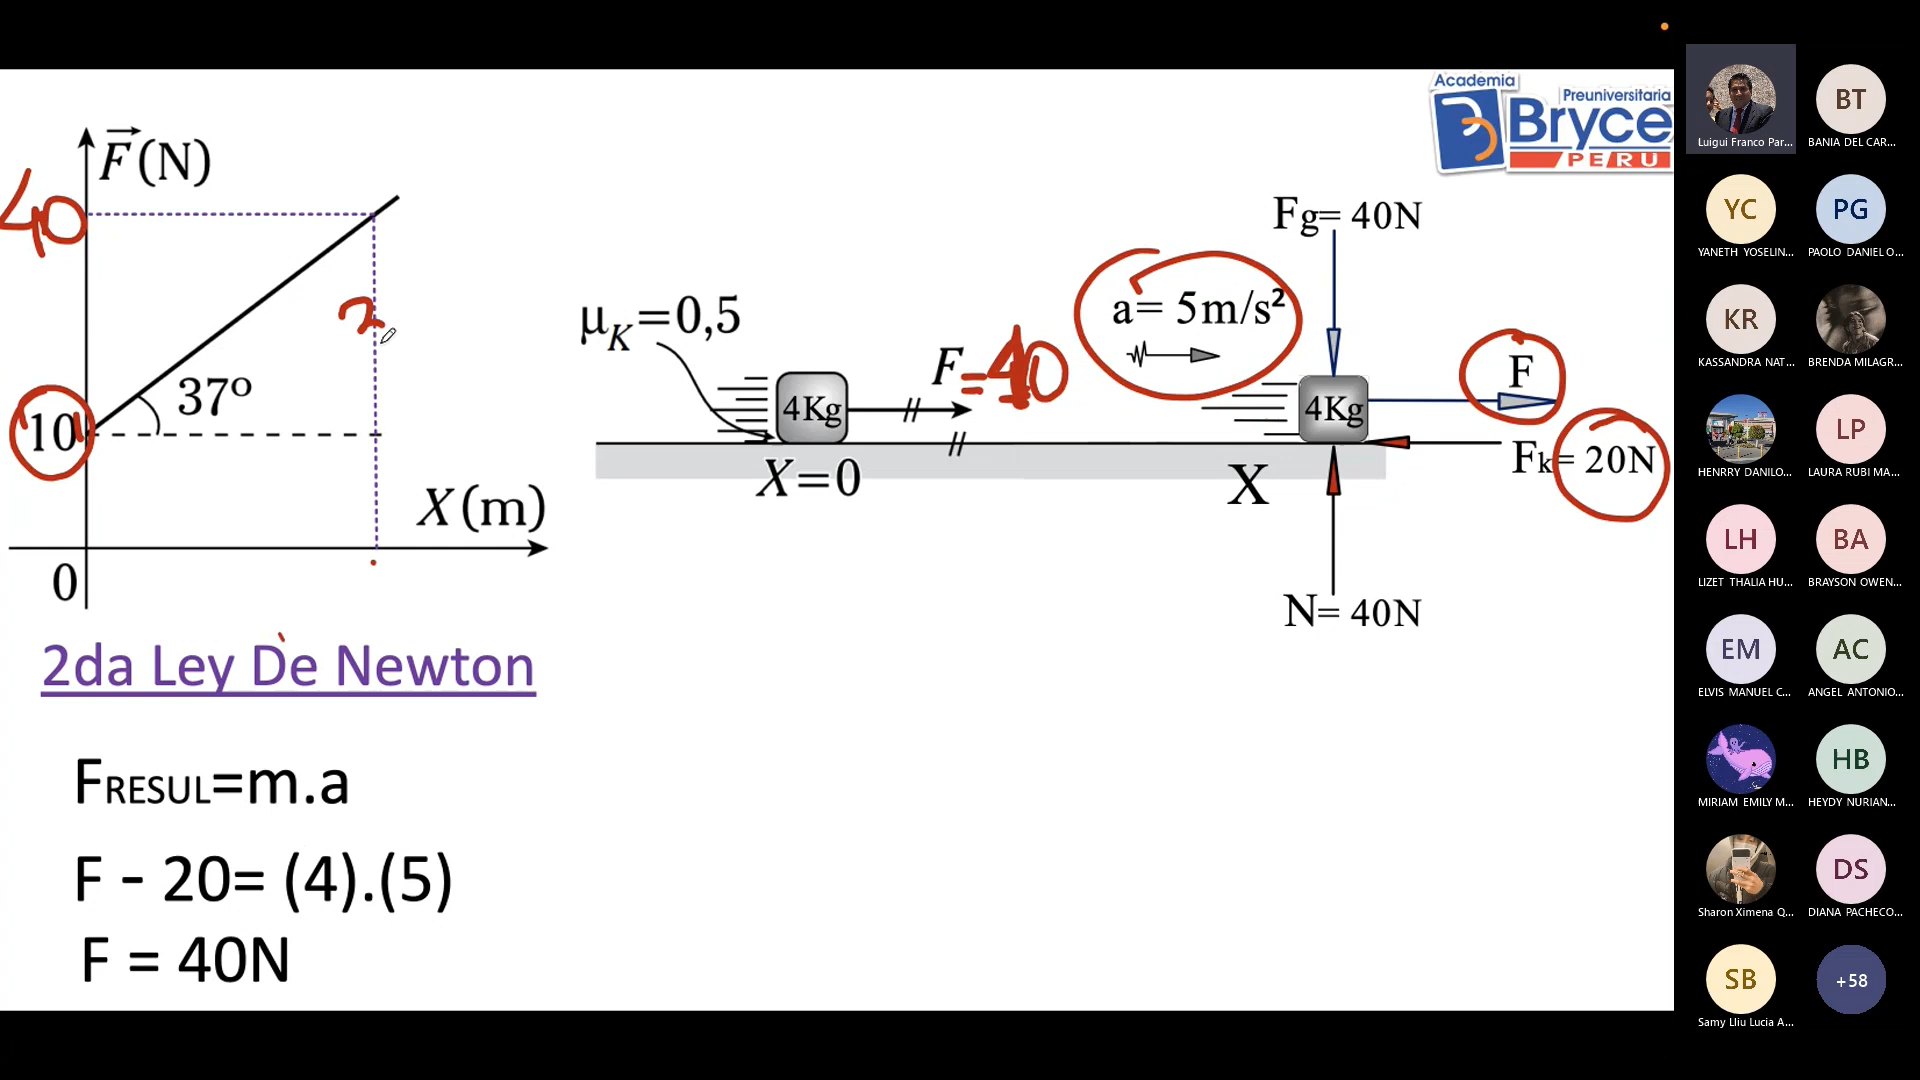 Academia
Preuniversitaria
Bryce
PERU
F(N)
40
37º
10
X(m)
0
μK=0,5
F=40
4Kg
X=0
a= 5m/s²
Fg= 40N
4Kg
F
Fk= 20N
X
N= 40N
2da Ley De Newton
FRESUL=m.a
F - 20= (4).(5)
F = 40N
Luigui Franco Par...
BT
BANIA DEL CAR...
YC
YANETH YOSELIN...
PG
PAOLO DANIEL O...
KR
KASSANDRA NAT...
BRENDA MILAGR...
HENRRY DANILO...
LP
LAURA RUBI MA...
LH
LIZET THALIA HU...
BA
BRAYSON OWEN...
EM
ELVIS MANUEL C...
AC
ANGEL ANTONIO...
MIRIAM EMILY M...
HB
HEYDY NURIAN...
Sharon Ximena Q...
DS
DIANA PACHECO...
SB
Samy Lliu Lucia A...
+58